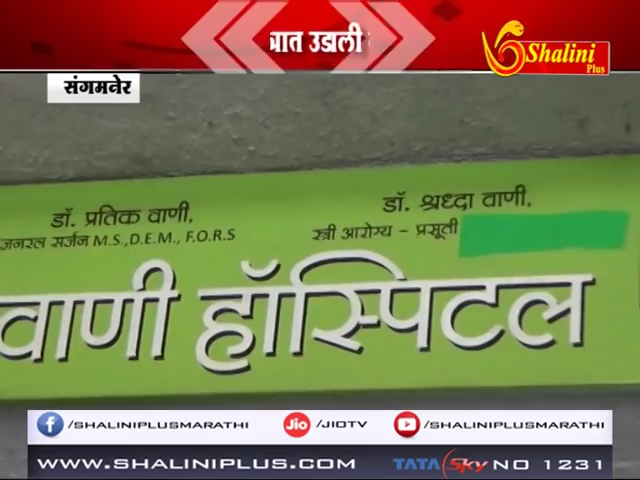 त्रात उडाली
Shalini
Plus
संगमनेर
डॉ. प्रतिक वाणी.
जनरल सर्जन M.S.,D.E.M., F.O.R.S
डॉ. श्रध्दा वाणी.
स्त्री आरोग्य - प्रसूती
वाणी हॉस्पिटल
/SHALINIPLUSMARATHI
Jio /JIOTV
/SHALINIPLUSMARATHI
WWW.SHALINIPLUS.COM
TATA Sky NO 1231